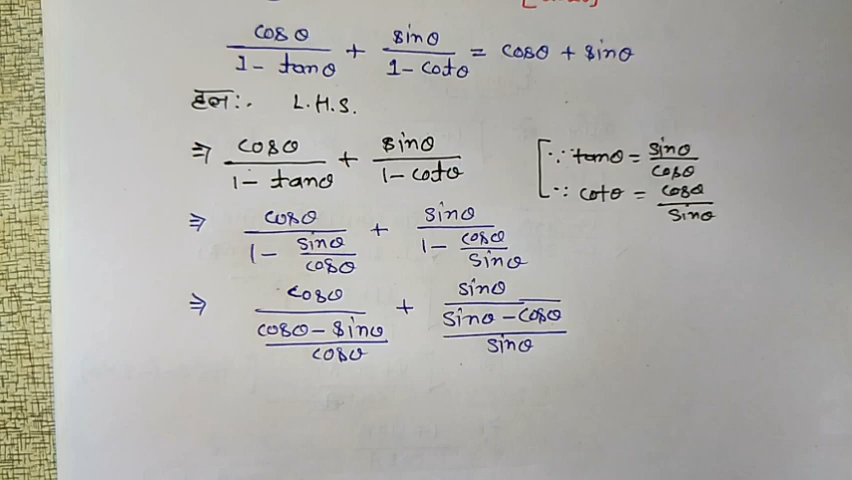 cosθ/(1 - tanθ) + sinθ/(1 - cotθ) = cosθ + sinθ
हल:. L.H.S.
⇒ cosθ/(1 - tanθ) + sinθ/(1 - cotθ) [∵ tanθ = sinθ/cosθ
∵ cotθ = cosθ/sinθ
⇒ cosθ/(1 - sinθ/cosθ) + sinθ/(1 - cosθ/sinθ)
⇒ cosθ/((cosθ - sinθ)/cosθ) + sinθ/((sinθ - cosθ)/sinθ)